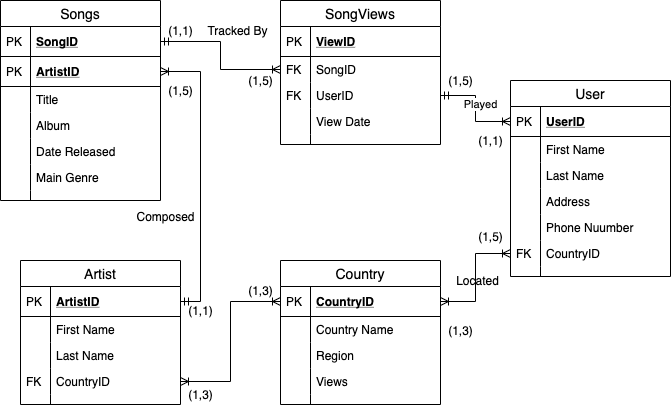 Songs
PK SongID
PK ArtistID
Title
Album
Date Released
Main Genre
(1,1)
Tracked By
(1,5)
(1,5)
SongViews
PK ViewID
FK SongID
FK UserID
View Date
(1,5)
Played
(1,1)
User
PK UserID
First Name
Last Name
Address
Phone Nuumber
FK CountryID
Composed
(1,5)
Located
(1,3)
Artist
PK ArtistID
First Name
Last Name
FK CountryID
(1,1)
(1,3)
(1,3)
Country
PK CountryID
Country Name
Region
Views